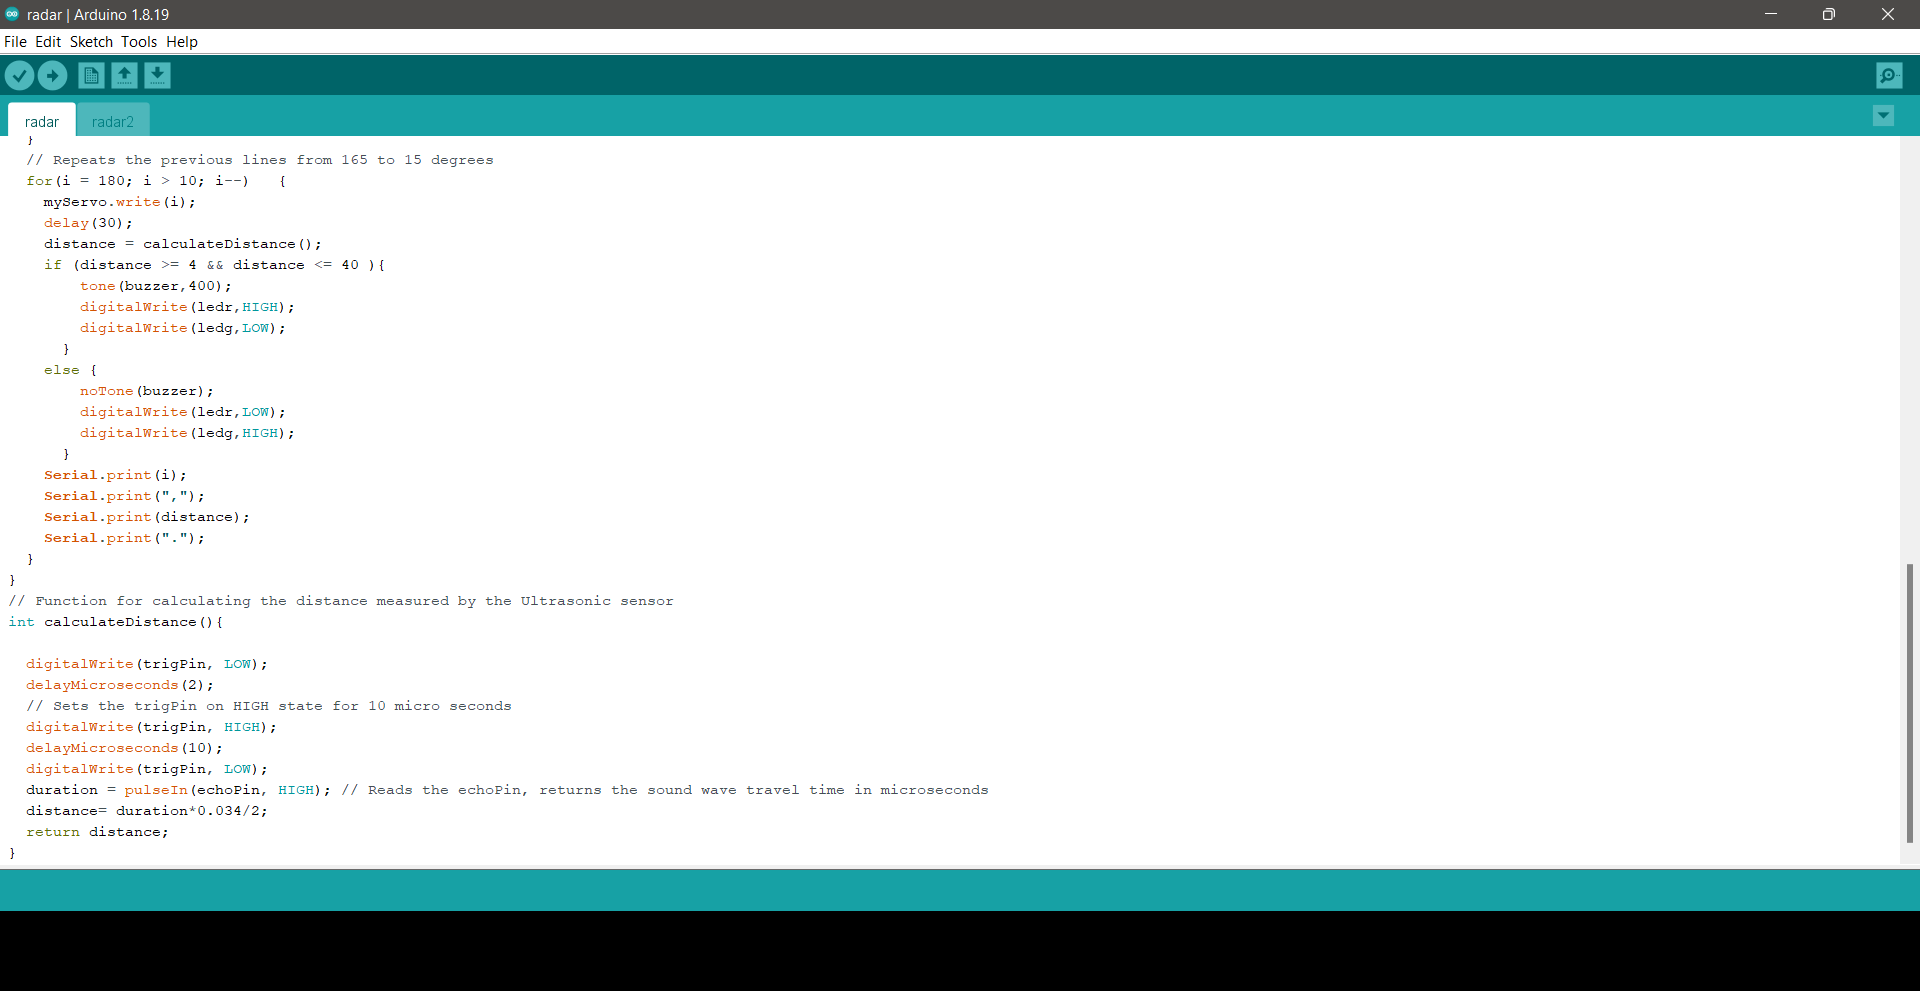 radar | Arduino 1.8.19
File Edit Sketch Tools Help
radar radar2
}
// Repeats the previous lines from 165 to 15 degrees
for(i = 180; i > 10; i--)   {
myServo.write(i);
delay(30);
distance = calculateDistance();
if (distance >= 4 && distance <= 40 ){
tone(buzzer,400);
digitalWrite(ledr,HIGH);
digitalWrite(ledg,LOW);
}
else {
noTone(buzzer);
digitalWrite(ledr,LOW);
digitalWrite(ledg,HIGH);
}
Serial.print(i);
Serial.print(",");
Serial.print(distance);
Serial.print(".");
}
}
// Function for calculating the distance measured by the Ultrasonic sensor
int calculateDistance(){
digitalWrite(trigPin, LOW);
delayMicroseconds(2);
// Sets the trigPin on HIGH state for 10 micro seconds
digitalWrite(trigPin, HIGH);
delayMicroseconds(10);
digitalWrite(trigPin, LOW);
duration = pulseIn(echoPin, HIGH); // Reads the echoPin, returns the sound wave travel time in microseconds
distance= duration*0.034/2;
return distance;
}